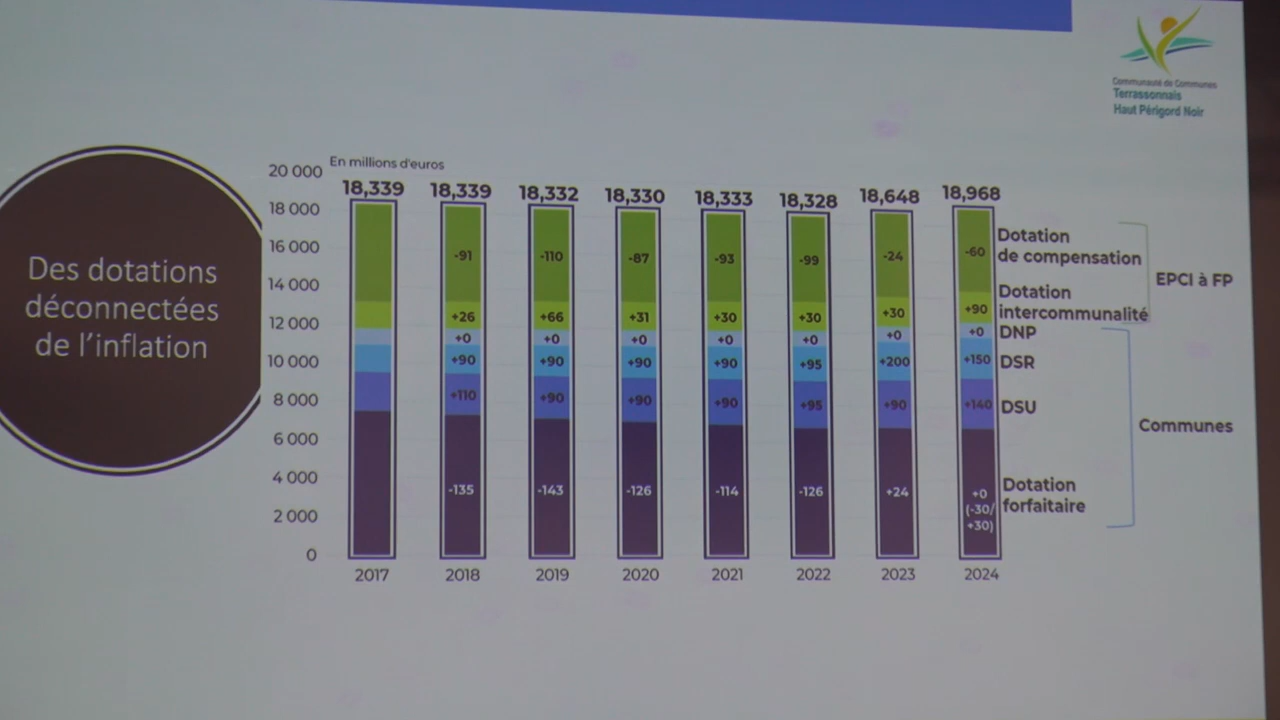 Communauté de Communes
Terrassonnais
Haut Périgord Noir
Des dotations
déconnectées
de l'inflation
En millions d'euros
20 000
18 000
16 000
14 000
12 000
10 000
8 000
6 000
4 000
2 000
0
18,339 18,339 18,332 18,330 18,333 18,328 18,648 18,968
-91 -110 -87 -93 -99 -24 -60
+26 +66 +31 +30 +30 +30 +90
+0 +0 +0 +0 +0 +0 +0
+90 +90 +90 +90 +95 +200 +150
+110 +90 +90 +90 +95 +90 +140
-135 -143 -126 -114 -126 +24 +0
(-30/
+30)
2017 2018 2019 2020 2021 2022 2023 2024
Dotation
de compensation
Dotation
intercommunalité
EPCI à FP
DNP
DSR
DSU
Dotation
forfaitaire
Communes